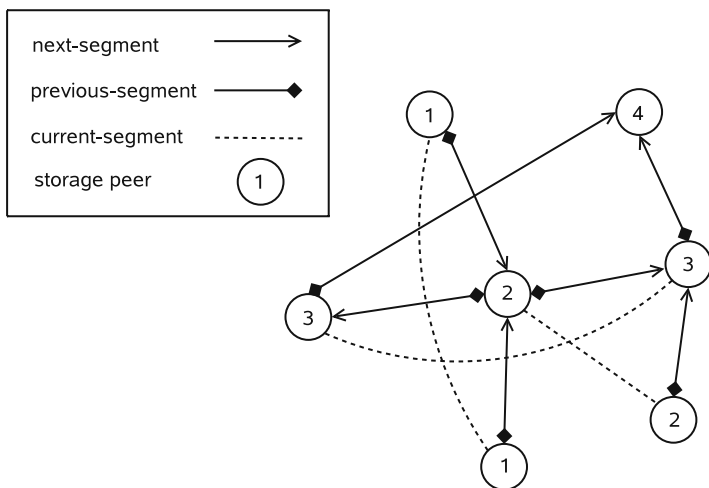 next-segment
previous-segment
current-segment
storage peer 1
1
4
3
2
3
2
1